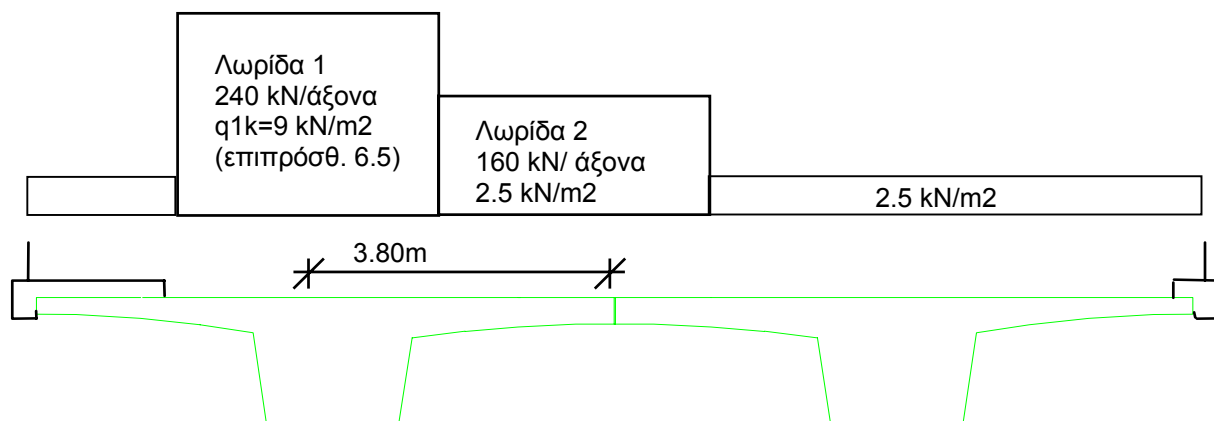 Λωρίδα 1
240 kN/άξονα
q1k=9 kN/m2
(επιπρόσθ. 6.5)
Λωρίδα 2
160 kN/ άξονα
2.5 kN/m2
2.5 kN/m2
3.80m